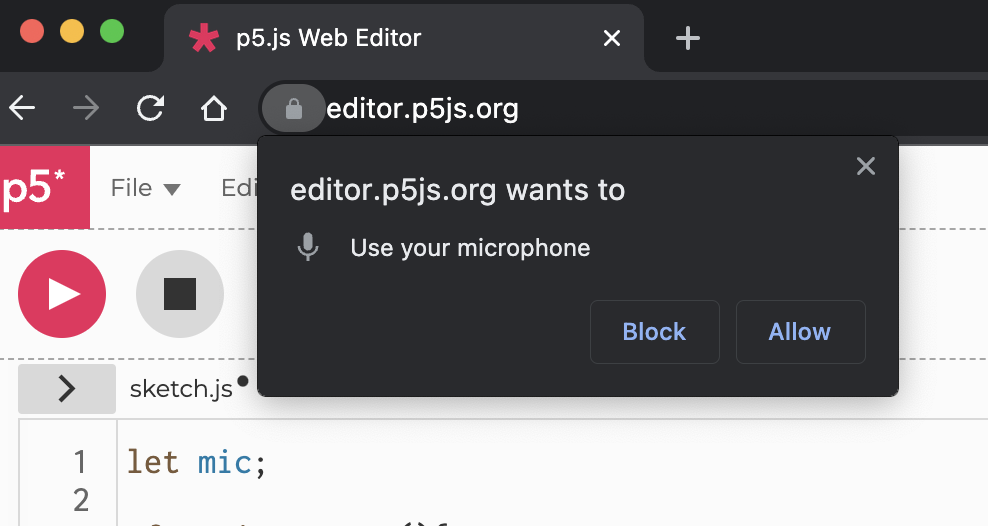 p5.js Web Editor
editor.p5js.org
p5*
File
editor.p5js.org wants to
Use your microphone
Block
Allow
sketch.js
1 let mic;
2